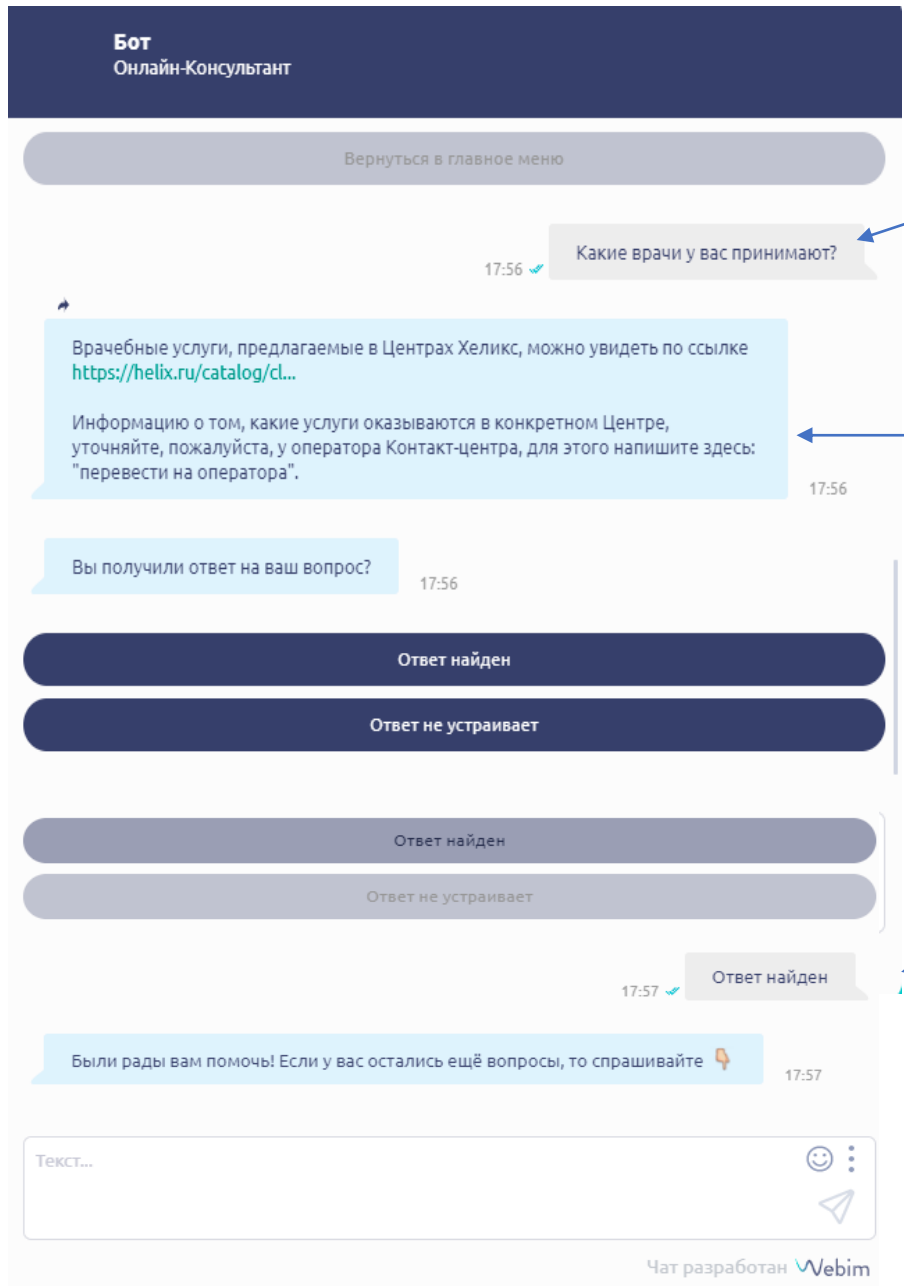 Бот
Онлайн-Консультант
Вернуться в главное меню
Какие врачи у вас принимают?
17:56
Врачебные услуги, предлагаемые в Центрах Хеликс, можно увидеть по ссылке
https://helix.ru/catalog/cl...
Информацию о том, какие услуги оказываются в конкретном Центре,
уточняйте, пожалуйста, у оператора Контакт-центра, для этого напишите здесь:
"перевести на оператора".
17:56
Вы получили ответ на ваш вопрос?
17:56
Ответ найден
Ответ не устраивает
Ответ найден
Ответ не устраивает
Ответ найден
17:57
Были рады вам помочь! Если у вас остались ещё вопросы, то спрашивайте 👇🏼
17:57
Текст...
Чат разработан Webim